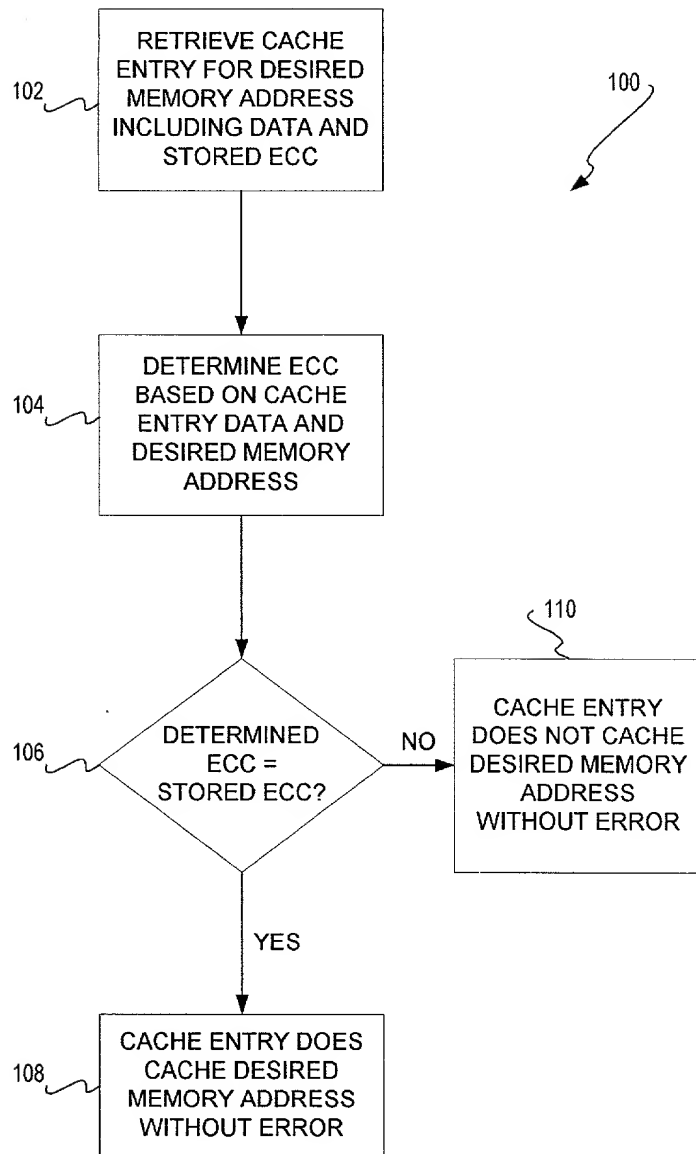 RETRIEVE CACHE
ENTRY FOR DESIRED
MEMORY ADDRESS
INCLUDING DATA AND
STORED ECC
102
100
DETERMINE ECC
BASED ON CACHE
ENTRY DATA AND
DESIRED MEMORY
ADDRESS
104
110
DETERMINED
ECC =
STORED ECC?
106
NO
CACHE ENTRY
DOES NOT CACHE
DESIRED MEMORY
ADDRESS
WITHOUT ERROR
YES
CACHE ENTRY DOES
CACHE DESIRED
MEMORY ADDRESS
WITHOUT ERROR
108